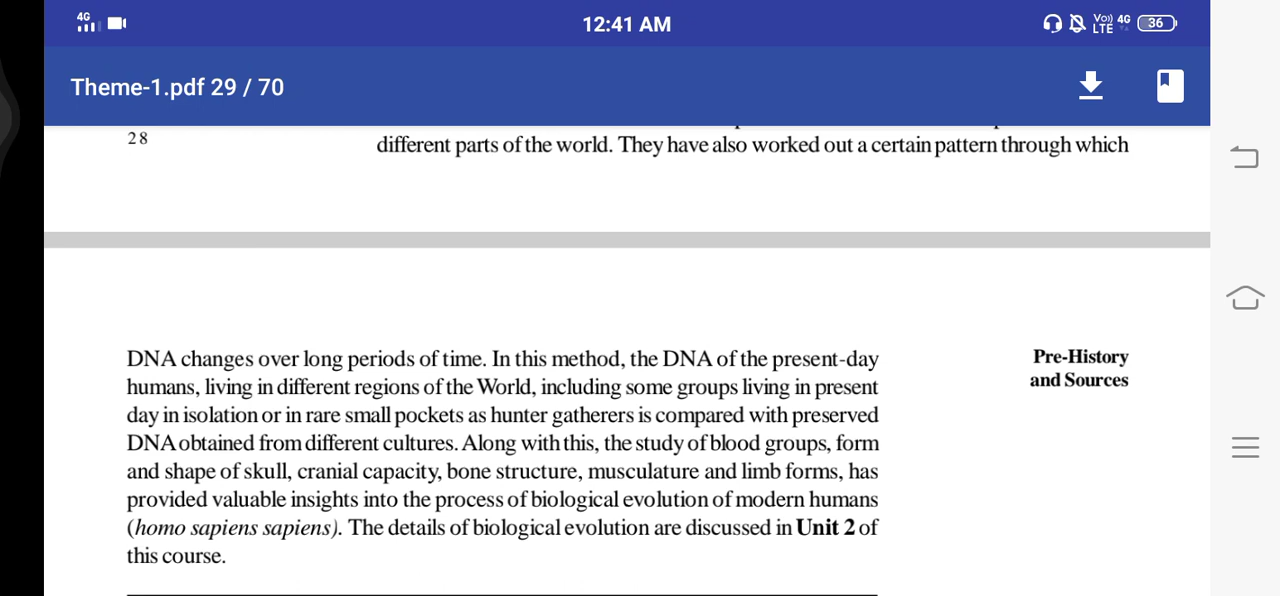 4G
12:41 AM
Vo)) 4G
LTE
36
Theme-1.pdf 29 / 70
28
different parts of the world. They have also worked out a certain pattern through which
DNA changes over long periods of time. In this method, the DNA of the present-day
humans, living in different regions of the World, including some groups living in present
day in isolation or in rare small pockets as hunter gatherers is compared with preserved
DNA obtained from different cultures. Along with this, the study of blood groups, form
and shape of skull, cranial capacity, bone structure, musculature and limb forms, has
provided valuable insights into the process of biological evolution of modern humans
(homo sapiens sapiens). The details of biological evolution are discussed in Unit 2 of
this course.
Pre-History
and Sources